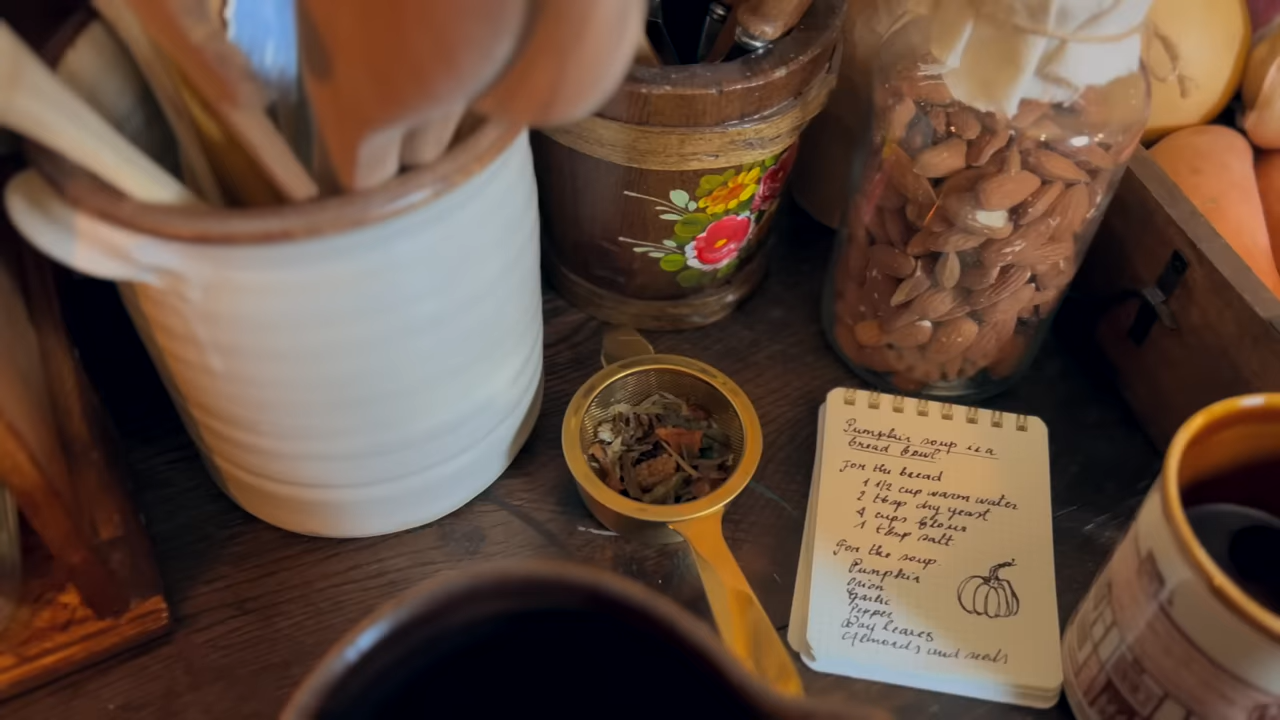 Pumpkin soup in a
bread bowl.
For the bread
1 1/2 cup warm water
2 tbsp dry yeast
4 cups flour
1 tbsp salt.
For the soup.
Pumpkin
Onion
Garlic
Pepper
Bay leaves
Almonds and seeds